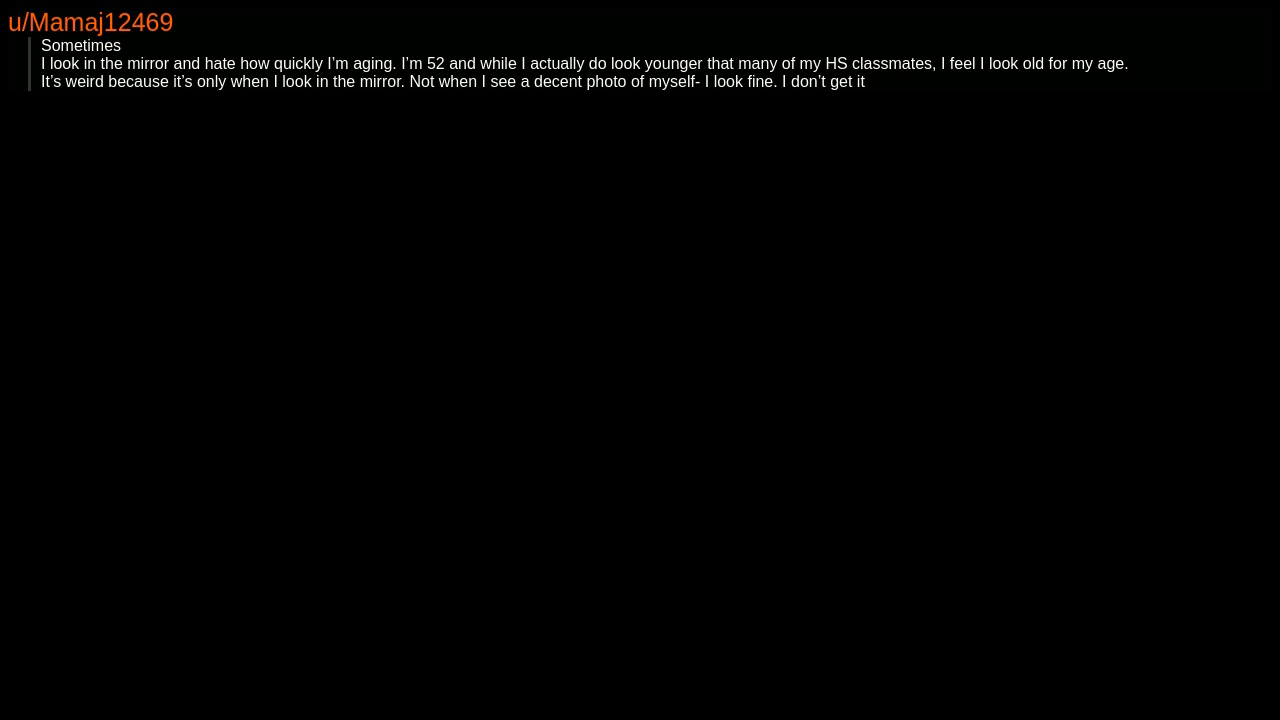 u/Mamaj12469
Sometimes
I look in the mirror and hate how quickly I’m aging. I’m 52 and while I actually do look younger that many of my HS classmates, I feel I look old for my age.
It’s weird because it’s only when I look in the mirror. Not when I see a decent photo of myself- I look fine. I don’t get it